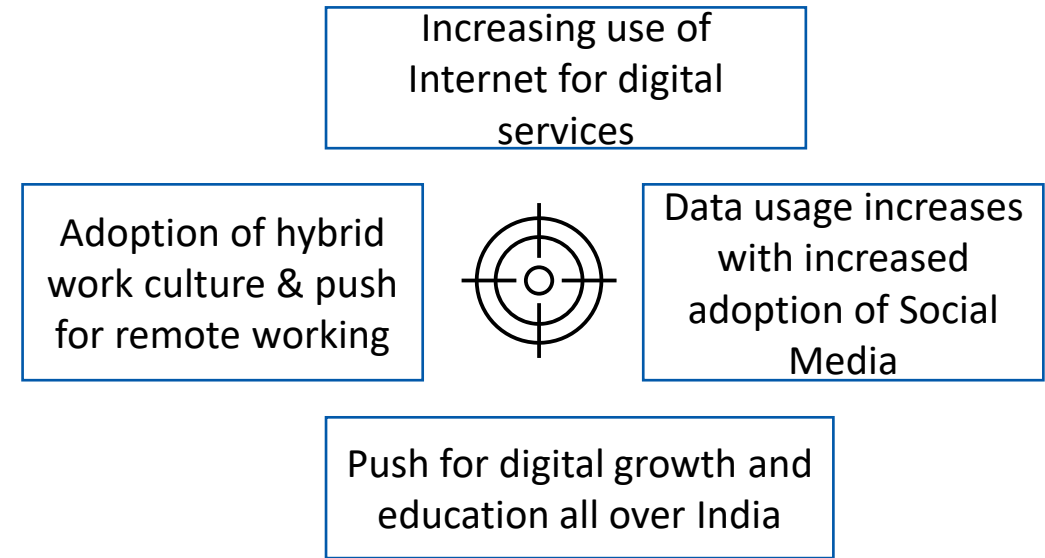 Increasing use of
Internet for digital
services
Adoption of hybrid
work culture & push
for remote working
Data usage increases
with increased
adoption of Social
Media
Push for digital growth and
education all over India